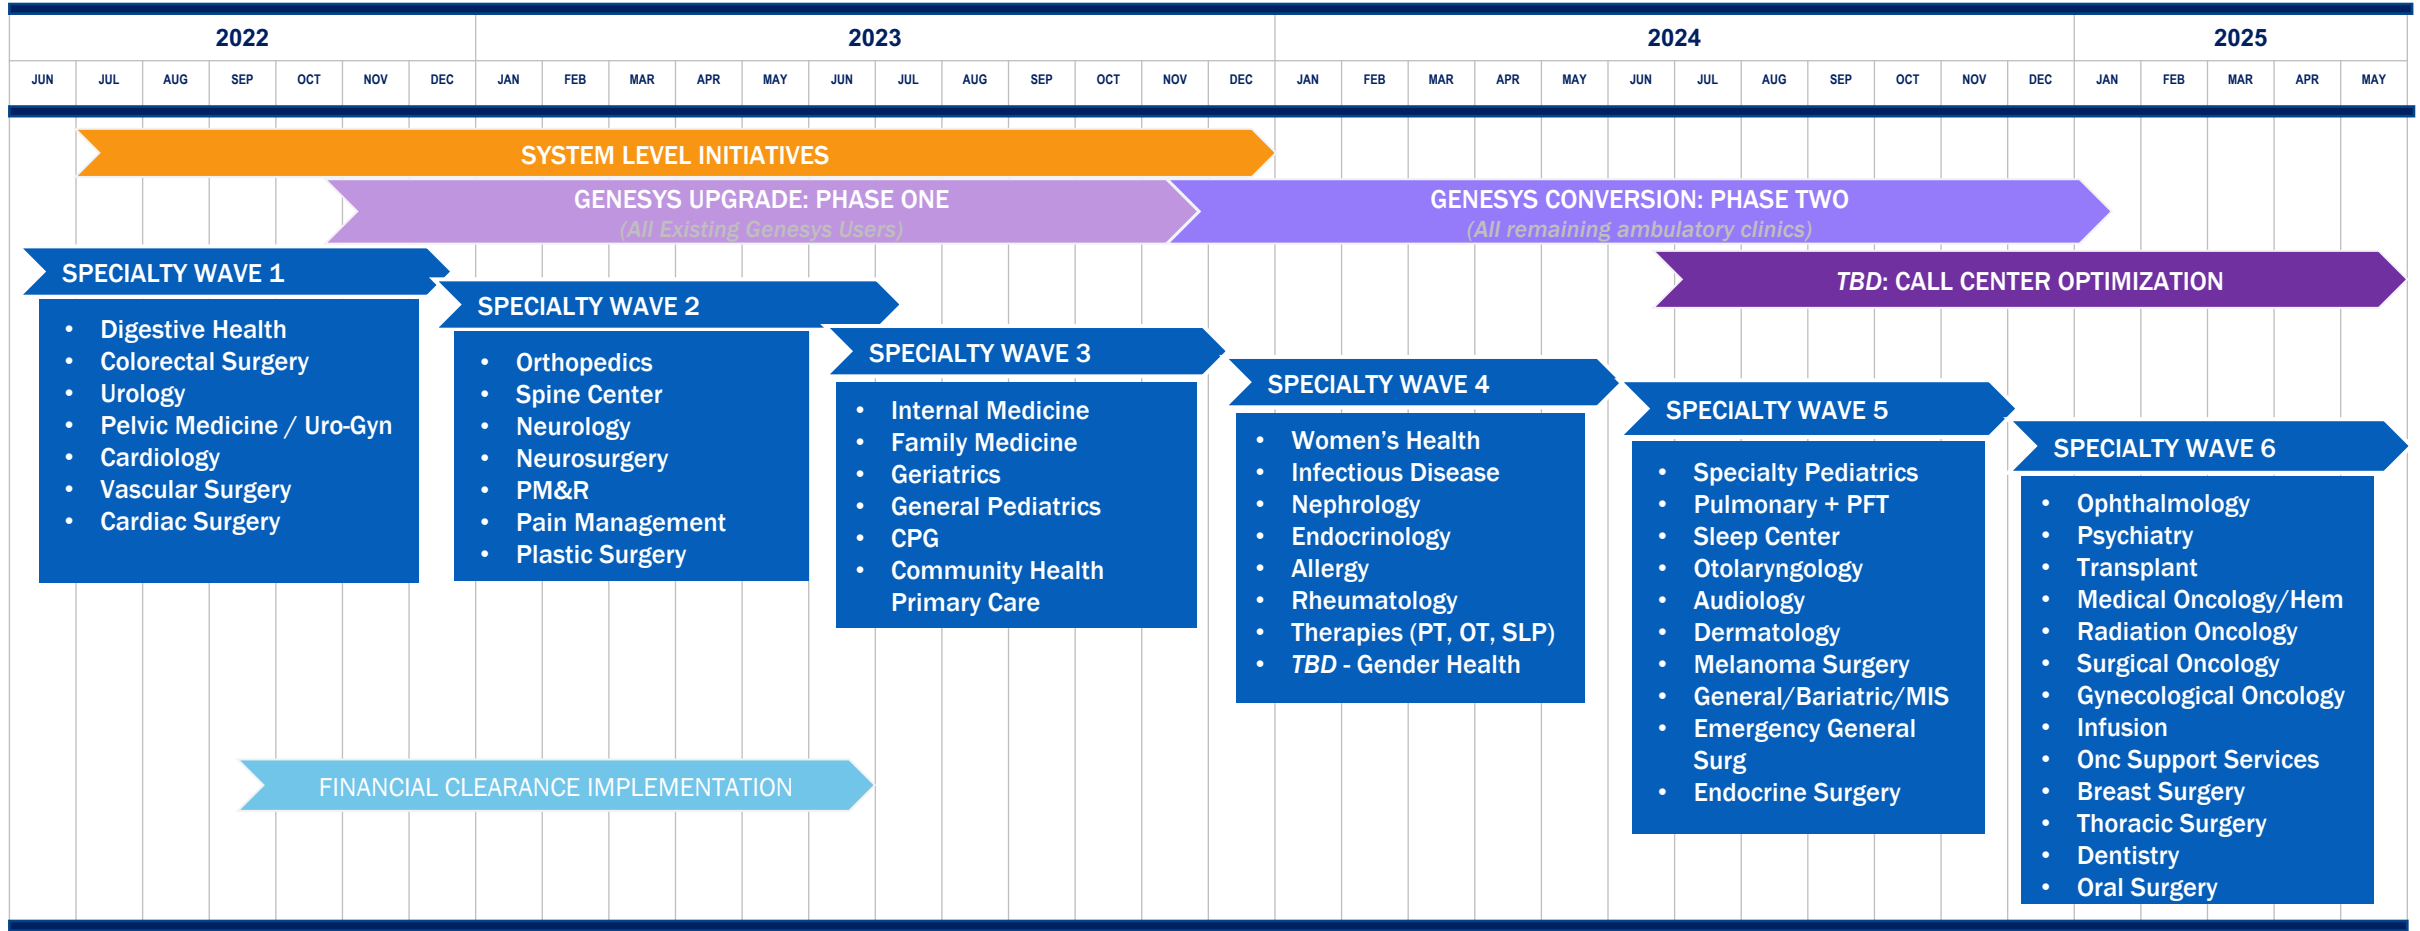 2022 2023 2024 2025
JUN JUL AUG SEP OCT NOV DEC JAN FEB MAR APR MAY JUN JUL AUG SEP OCT NOV DEC JAN FEB MAR APR MAY JUN JUL AUG SEP OCT NOV DEC JAN FEB MAR APR MAY
SYSTEM LEVEL INITIATIVES
GENESYS UPGRADE: PHASE ONE
(All Existing Genesys Users)
GENESYS CONVERSION: PHASE TWO
(All remaining ambulatory clinics)
TBD: CALL CENTER OPTIMIZATION
SPECIALTY WAVE 1
• Digestive Health
• Colorectal Surgery
• Urology
• Pelvic Medicine / Uro-Gyn
• Cardiology
• Vascular Surgery
• Cardiac Surgery
SPECIALTY WAVE 2
• Orthopedics
• Spine Center
• Neurology
• Neurosurgery
• PM&R
• Pain Management
• Plastic Surgery
SPECIALTY WAVE 3
• Internal Medicine
• Family Medicine
• Geriatrics
• General Pediatrics
• CPG
• Community Health
Primary Care
SPECIALTY WAVE 4
• Women’s Health
• Infectious Disease
• Nephrology
• Endocrinology
• Allergy
• Rheumatology
• Therapies (PT, OT, SLP)
• TBD - Gender Health
SPECIALTY WAVE 5
• Specialty Pediatrics
• Pulmonary + PFT
• Sleep Center
• Otolaryngology
• Audiology
• Dermatology
• Melanoma Surgery
• General/Bariatric/MIS
• Emergency General
Surg
• Endocrine Surgery
SPECIALTY WAVE 6
• Ophthalmology
• Psychiatry
• Transplant
• Medical Oncology/Hem
• Radiation Oncology
• Surgical Oncology
• Gynecological Oncology
• Infusion
• Onc Support Services
• Breast Surgery
• Thoracic Surgery
• Dentistry
• Oral Surgery
FINANCIAL CLEARANCE IMPLEMENTATION